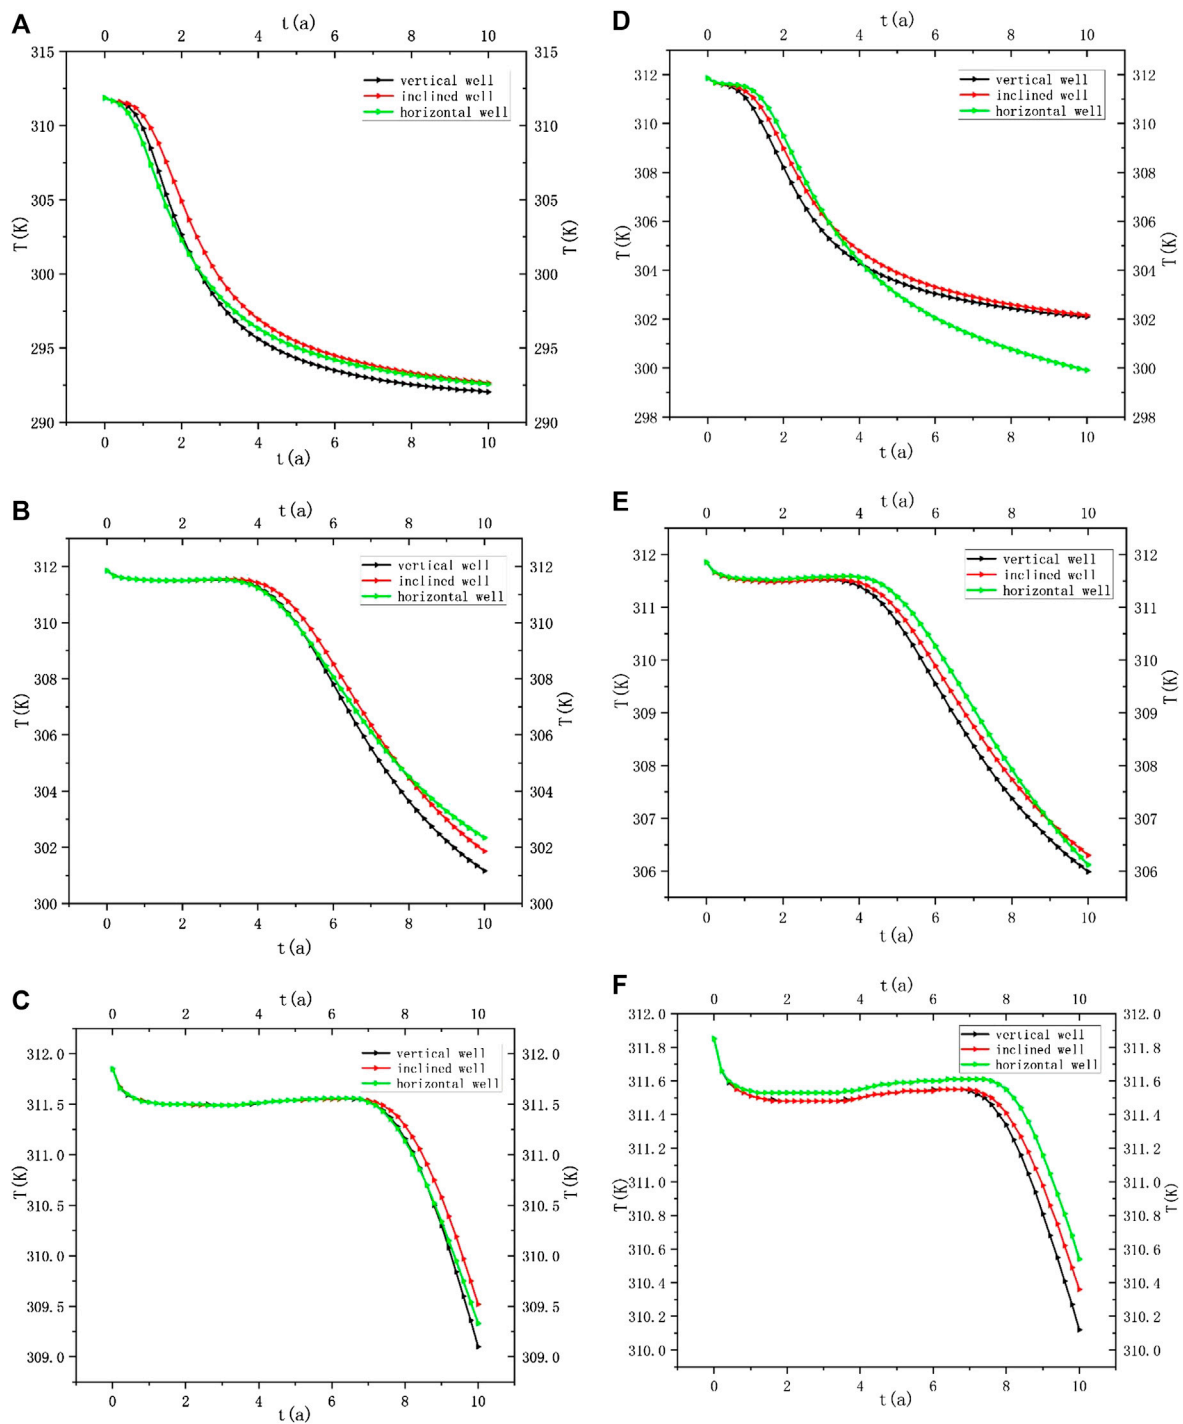 A
t(a)
0 2 4 6 8 10
315 315
vertical well
inclined well
horizontal well
310 310
305 305
T(K) T(K)
300 300
295 295
290 290
0 2 4 6 8 10
t(a)
D
t(a)
0 2 4 6 8 10
312 312
vertical well
inclined well
horizontal well
310 310
308 308
306 306
T(K) T(K)
304 304
302 302
300 300
298 298
0 2 4 6 8 10
t(a)
B
t(a)
0 2 4 6 8 10
312 312
vertical well
inclined well
horizontal well
310 310
308 308
T(K) T(K)
306 306
304 304
302 302
300 300
0 2 4 6 8 10
t(a)
E
t(a)
0 2 4 6 8 10
312 312
vertical well
inclined well
horizontal well
311 311
310 310
T(K) T(K)
309 309
308 308
307 307
306 306
0 2 4 6 8 10
t(a)
C
t(a)
0 2 4 6 8 10
312.0 312.0
vertical well
inclined well
horizontal well
311.5 311.5
311.0 311.0
T(K) T(K)
310.5 310.5
310.0 310.0
309.5 309.5
309.0 309.0
0 2 4 6 8 10
t(a)
F
t(a)
0 2 4 6 8 10
312.0 312.0
vertical well
inclined well
horizontal well
311.8 311.8
311.6 311.6
311.4 311.4
311.2 311.2
311.0 311.0
T(K) T(K)
310.8 310.8
310.6 310.6
310.4 310.4
310.2 310.2
310.0 310.0
0 2 4 6 8 10
t(a)